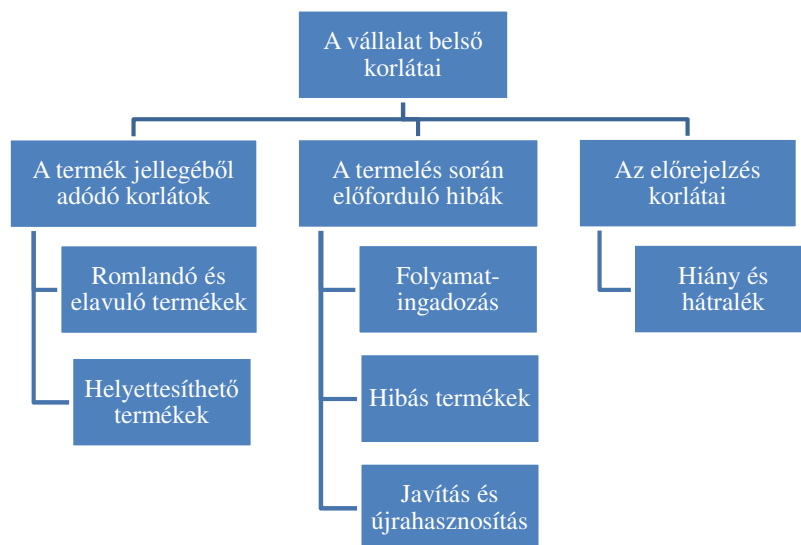 A vállalat belső
korlátai
A termék jellegéből
adódó korlátok
Romlandó és
elavuló termékek
Helyettesíthető
termékek
A termelés során
előforduló hibák
Folyamat-
ingadozás
Hibás termékek
Javítás és
újrahasznosítás
Az előrejelzés
korlátai
Hiány és
hátralék